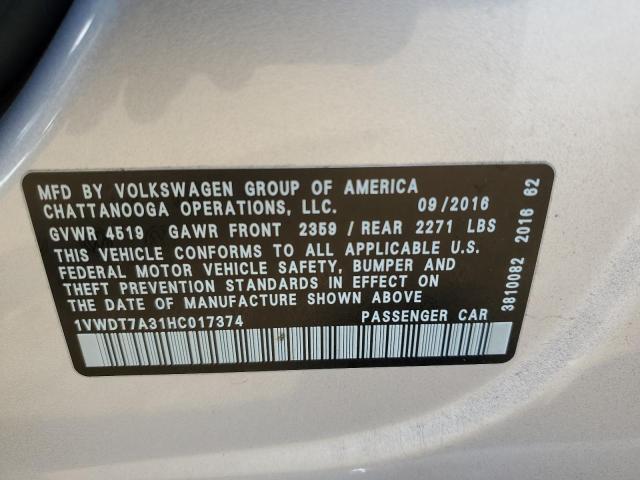 MFD BY VOLKSWAGEN GROUP OF AMERICA
CHATTANOOGA OPERATIONS, LLC. 09/2016
GVWR 4519 GAWR FRONT 2359 / REAR 2271 LBS
THIS VEHICLE CONFORMS TO ALL APPLICABLE U.S.
FEDERAL MOTOR VEHICLE SAFETY, BUMPER AND
THEFT PREVENTION STANDARDS IN EFFECT ON
THE DATE OF MANUFACTURE SHOWN ABOVE
1VWDT7A31HC017374 PASSENGER CAR
3810082 2016 62